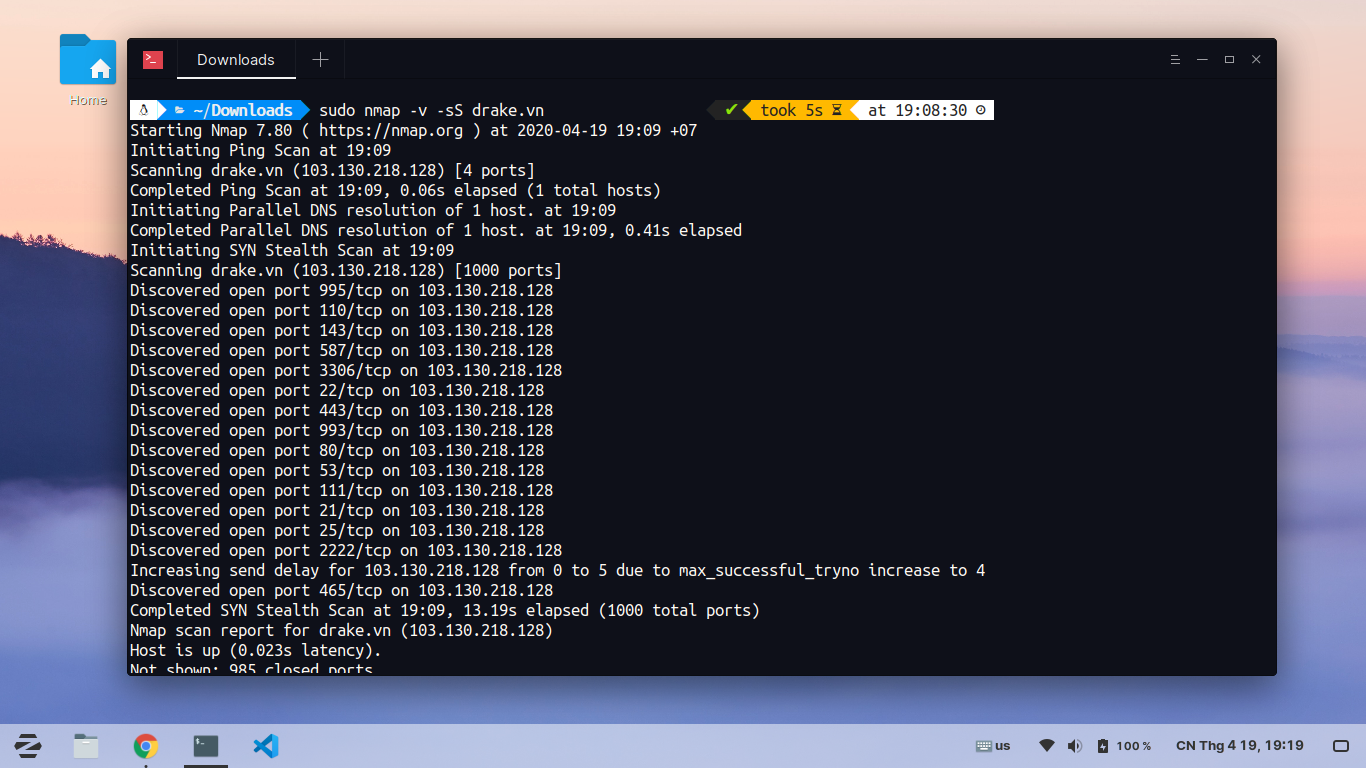 Downloads
Home
~/Downloads sudo nmap -v -sS drake.vn ✔ took 5s at 19:08:30
Starting Nmap 7.80 ( https://nmap.org ) at 2020-04-19 19:09 +07
Initiating Ping Scan at 19:09
Scanning drake.vn (103.130.218.128) [4 ports]
Completed Ping Scan at 19:09, 0.06s elapsed (1 total hosts)
Initiating Parallel DNS resolution of 1 host. at 19:09
Completed Parallel DNS resolution of 1 host. at 19:09, 0.41s elapsed
Initiating SYN Stealth Scan at 19:09
Scanning drake.vn (103.130.218.128) [1000 ports]
Discovered open port 995/tcp on 103.130.218.128
Discovered open port 110/tcp on 103.130.218.128
Discovered open port 143/tcp on 103.130.218.128
Discovered open port 587/tcp on 103.130.218.128
Discovered open port 3306/tcp on 103.130.218.128
Discovered open port 22/tcp on 103.130.218.128
Discovered open port 443/tcp on 103.130.218.128
Discovered open port 993/tcp on 103.130.218.128
Discovered open port 80/tcp on 103.130.218.128
Discovered open port 53/tcp on 103.130.218.128
Discovered open port 111/tcp on 103.130.218.128
Discovered open port 21/tcp on 103.130.218.128
Discovered open port 25/tcp on 103.130.218.128
Discovered open port 2222/tcp on 103.130.218.128
Increasing send delay for 103.130.218.128 from 0 to 5 due to max_successful_tryno increase to 4
Discovered open port 465/tcp on 103.130.218.128
Completed SYN Stealth Scan at 19:09, 13.19s elapsed (1000 total ports)
Nmap scan report for drake.vn (103.130.218.128)
Host is up (0.023s latency).
Not shown: 985 closed ports
us 100 % CN Thg 4 19, 19:19